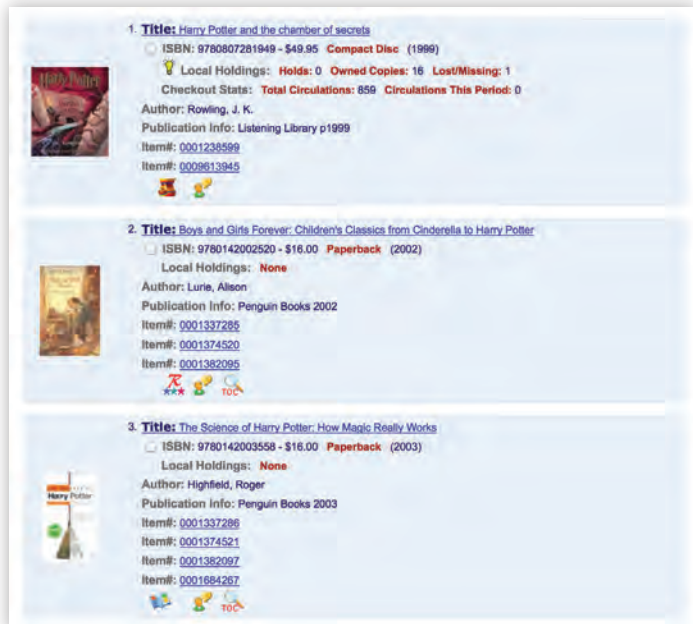 1. Title: Harry Potter and the chamber of secrets
ISBN: 9780807281949 - $49.95 Compact Disc (1999)
Local Holdings: Holds: 0 Owned Copies: 16 Lost/Missing: 1
Checkout Stats: Total Circulations: 859 Circulations This Period: 0
Author: Rowling, J. K.
Publication Info: Listening Library p1999
Item#: 0001238599
Item#: 0009613945
Harry Potter
2. Title: Boys and Girls Forever: Children's Classics from Cinderella to Harry Potter
ISBN: 9780142002520 - $16.00 Paperback (2002)
Local Holdings: None
Author: Lurie, Alison
Publication Info: Penguin Books 2002
Item#: 0001337285
Item#: 0001374520
Item#: 0001382095
R TOC
3. Title: The Science of Harry Potter: How Magic Really Works
ISBN: 9780142003558 - $16.00 Paperback (2003)
Local Holdings: None
Author: Highfield, Roger
Publication Info: Penguin Books 2003
Item#: 0001337286
Item#: 0001374521
Item#: 0001382097
Item#: 0001684267
Harry Potter
TOC